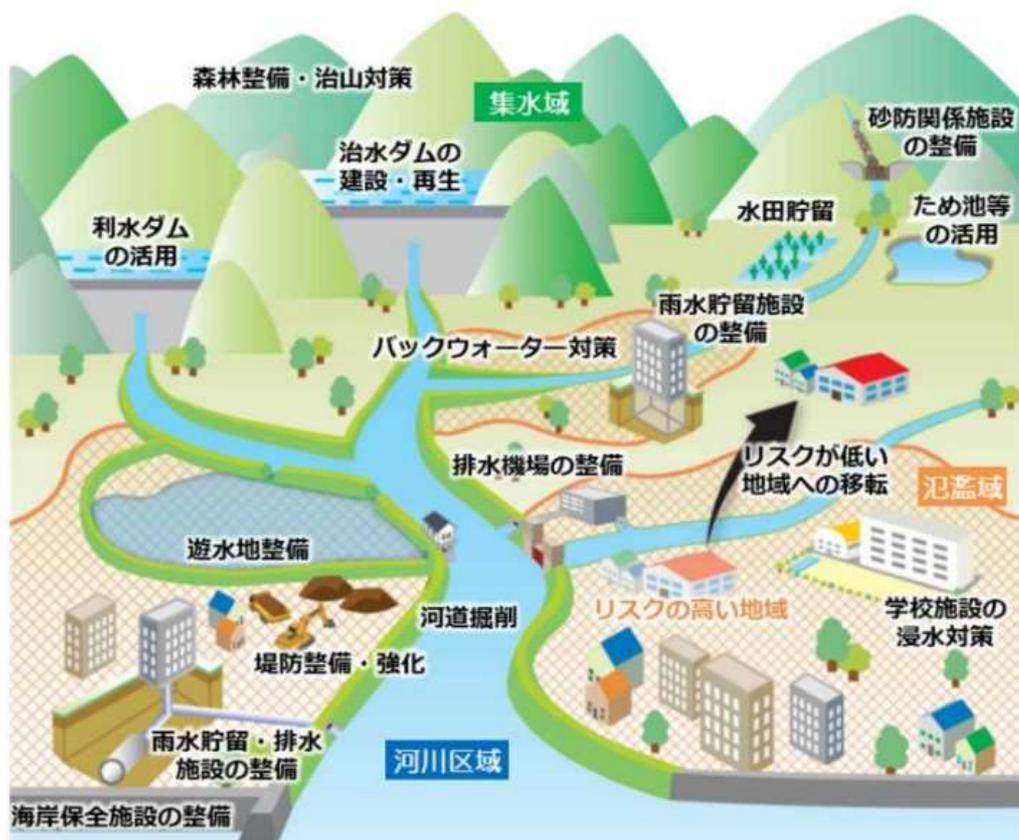 森林整備・治山対策
集水域
砂防関係施設
の整備
治水ダムの
建設・再生
水田貯留
ため池等
の活用
利水ダム
の活用
雨水貯留施設
の整備
バックウォーター対策
排水機場の整備
リスクが低い
地域への移転
氾濫域
遊水地整備
リスクの高い地域
学校施設の
浸水対策
河道掘削
堤防整備・強化
雨水貯留・排水
施設の整備
河川区域
海岸保全施設の整備